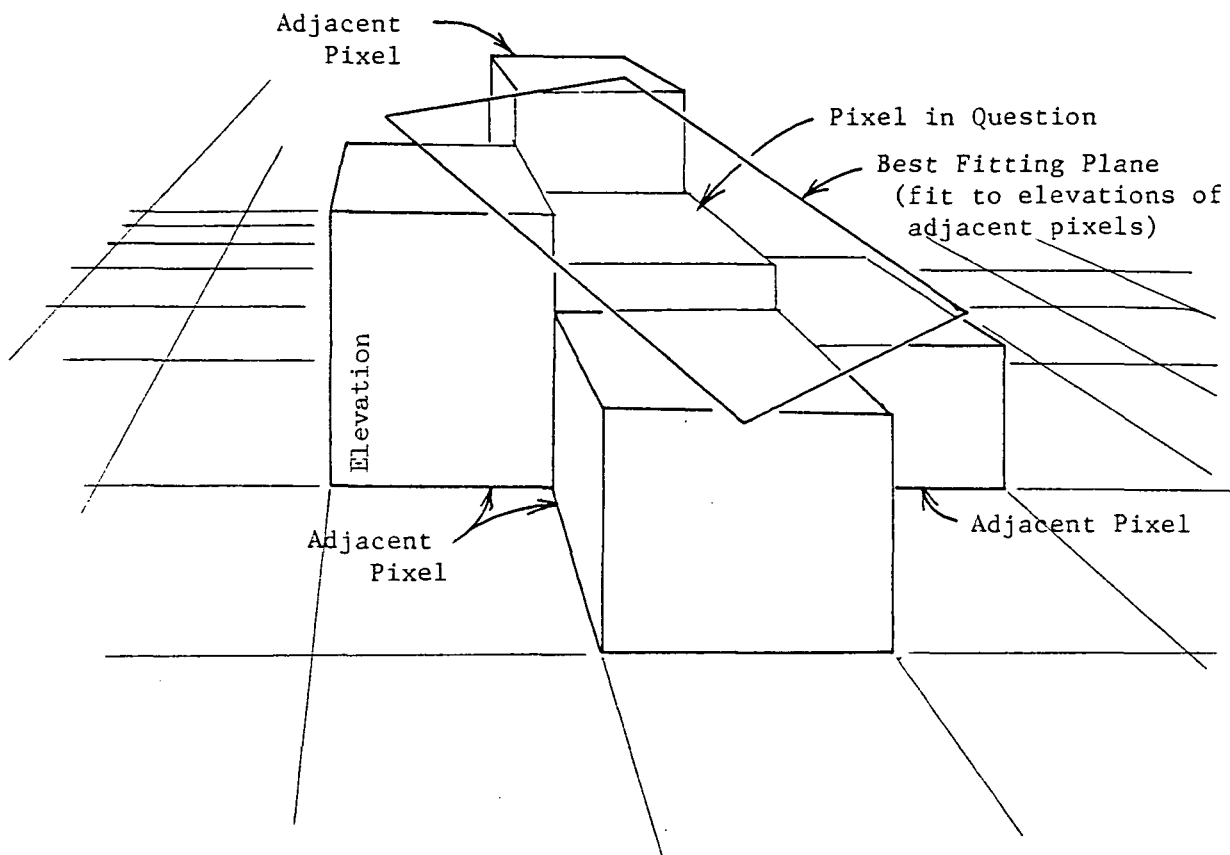 Adjacent
Pixel
Pixel in Question
Best Fitting Plane
(fit to elevations of
adjacent pixels)
Elevation
Adjacent
Pixel
Adjacent Pixel